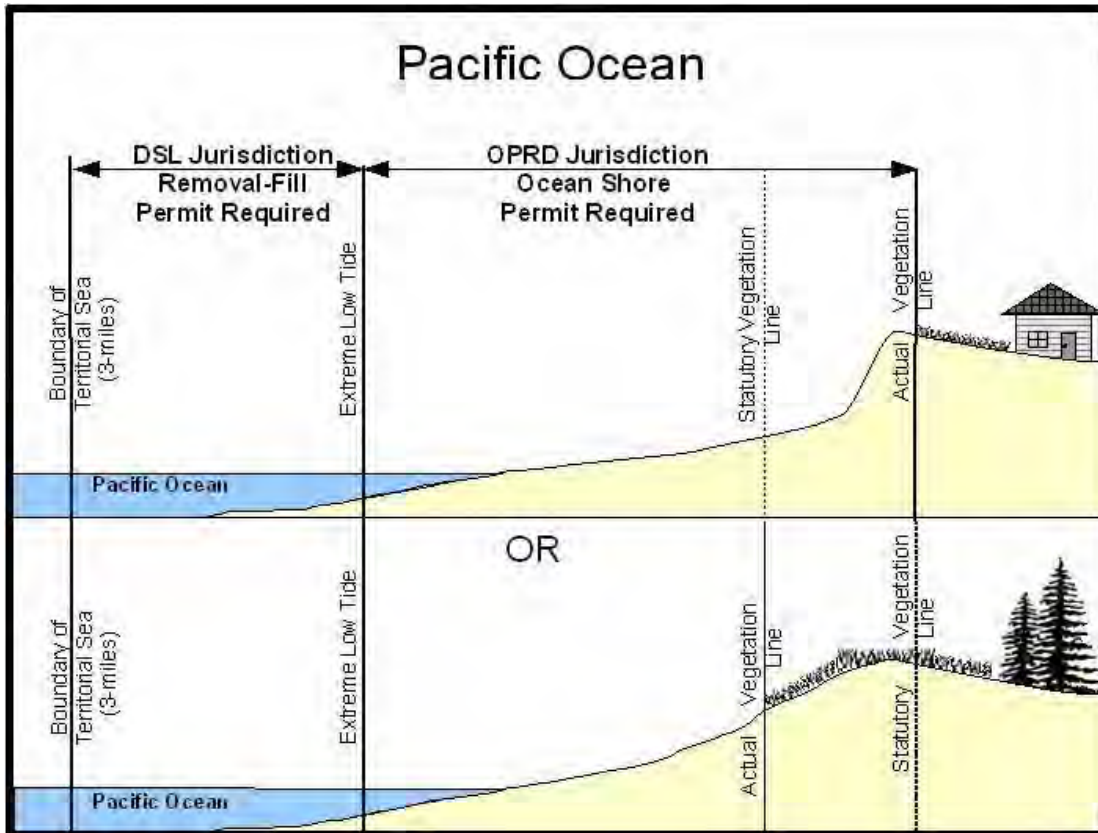 Pacific Ocean
DSL Jurisdiction
Removal-Fill
Permit Required
OPRD Jurisdiction
Ocean Shore
Permit Required
Boundary of
Territorial Sea
(3-miles)
Extreme Low Tide
Statutory Vegetation
Line
Actual Vegetation
Line
Pacific Ocean
OR
Boundary of
Territorial Sea
(3-miles)
Extreme Low Tide
Actual Vegetation
Line
Statutory Vegetation
Line
Pacific Ocean